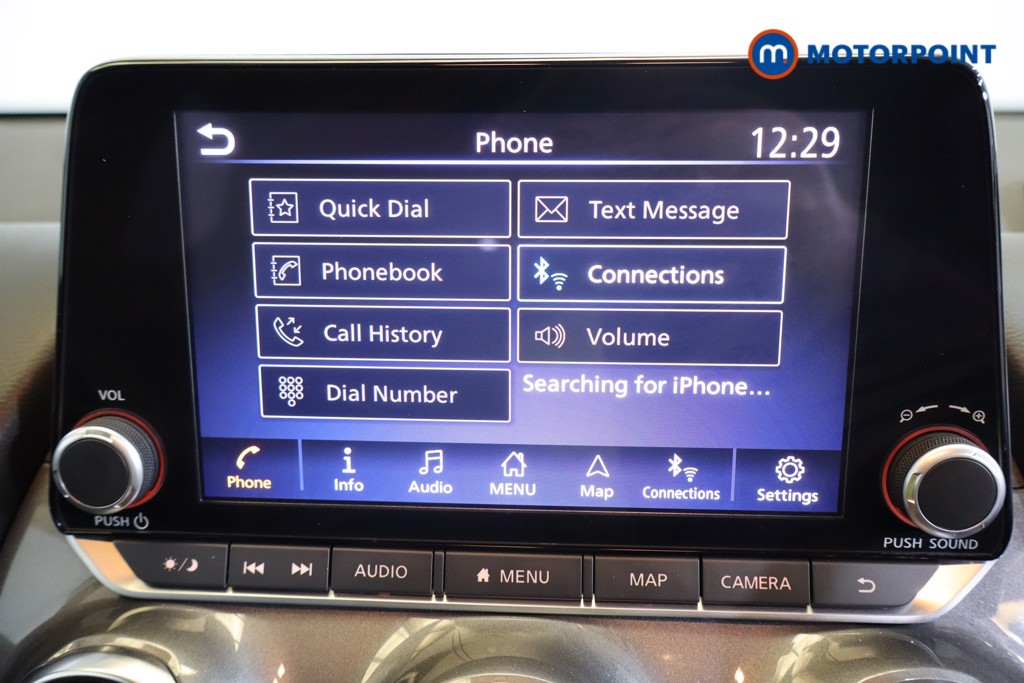 m MOTORPOINT
Phone 12:29
Quick Dial Text Message
Phonebook Connections
Call History Volume
Dial Number Searching for iPhone...
Phone Info Audio MENU Map Connections Settings
VOL
PUSH
PUSH SOUND
AUDIO MENU MAP CAMERA